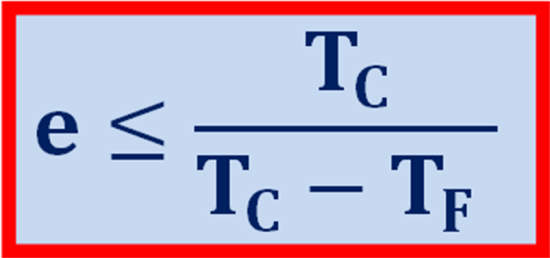 e ≤ T_C / (T_C − T_F)